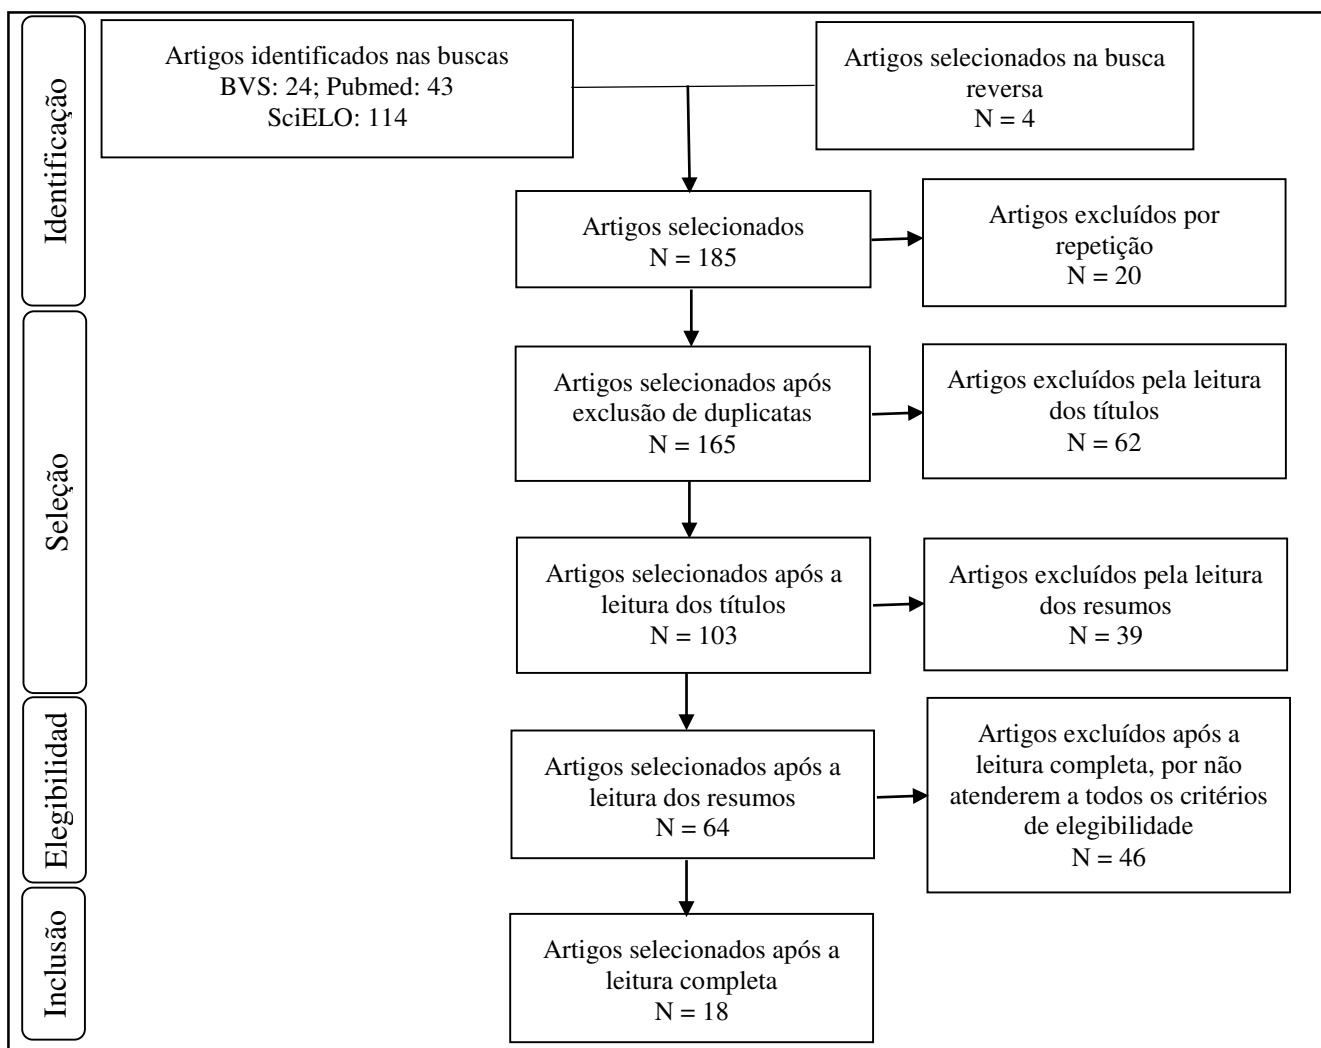 Identificação
Artigos identificados nas buscas
BVS: 24; Pubmed: 43
SciELO: 114
Artigos selecionados na busca
reversa
N = 4
Artigos selecionados
N = 185
Artigos excluídos por
repetição
N = 20
Seleção
Artigos selecionados após
exclusão de duplicatas
N = 165
Artigos excluídos pela leitura
dos títulos
N = 62
Artigos selecionados após a
leitura dos títulos
N = 103
Artigos excluídos pela leitura
dos resumos
N = 39
Elegibilidad
Artigos selecionados após a
leitura dos resumos
N = 64
Artigos excluídos após a
leitura completa, por não
atenderem a todos os critérios
de elegibilidade
N = 46
Inclusão
Artigos selecionados após a
leitura completa
N = 18